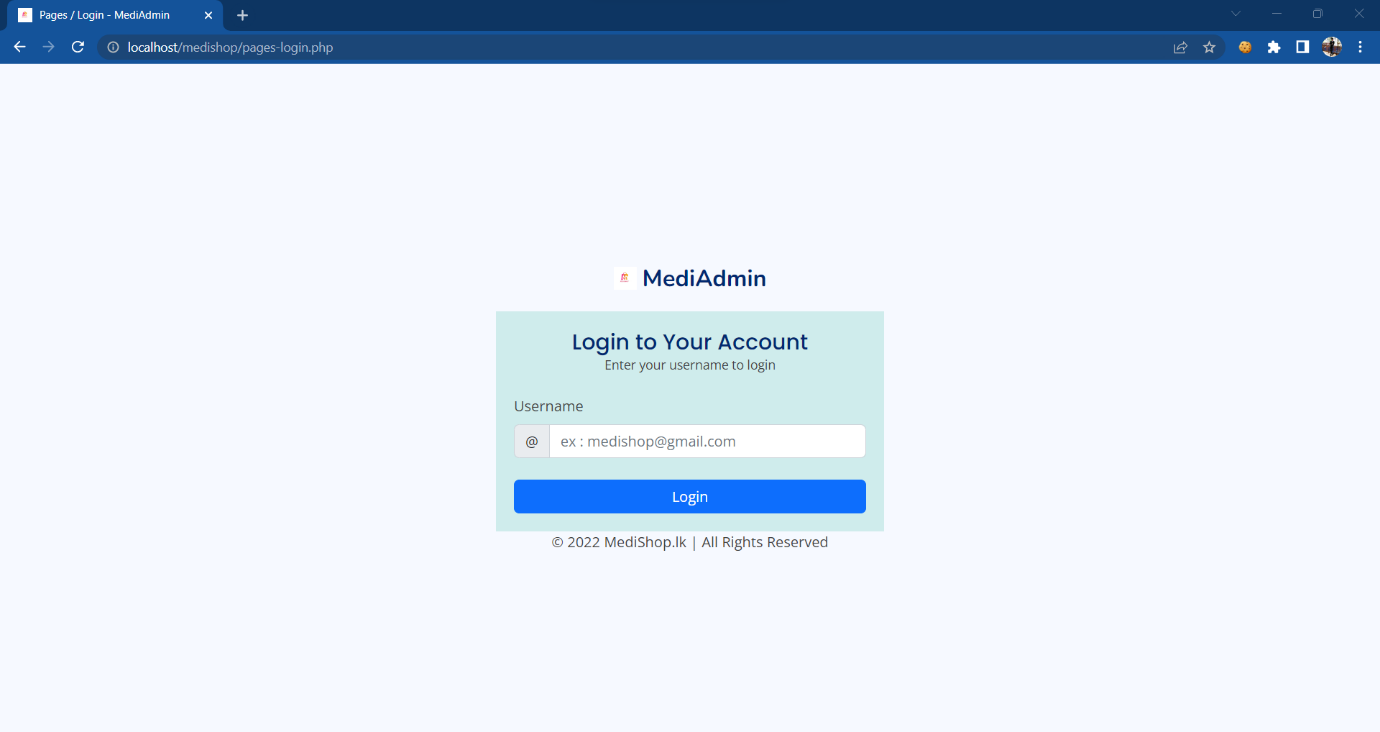 Pages / Login - MediAdmin
localhost/medishop/pages-login.php
MediAdmin
Login to Your Account
Enter your username to login
Username
@ ex : medishop@gmail.com
Login
© 2022 MediShop.lk | All Rights Reserved